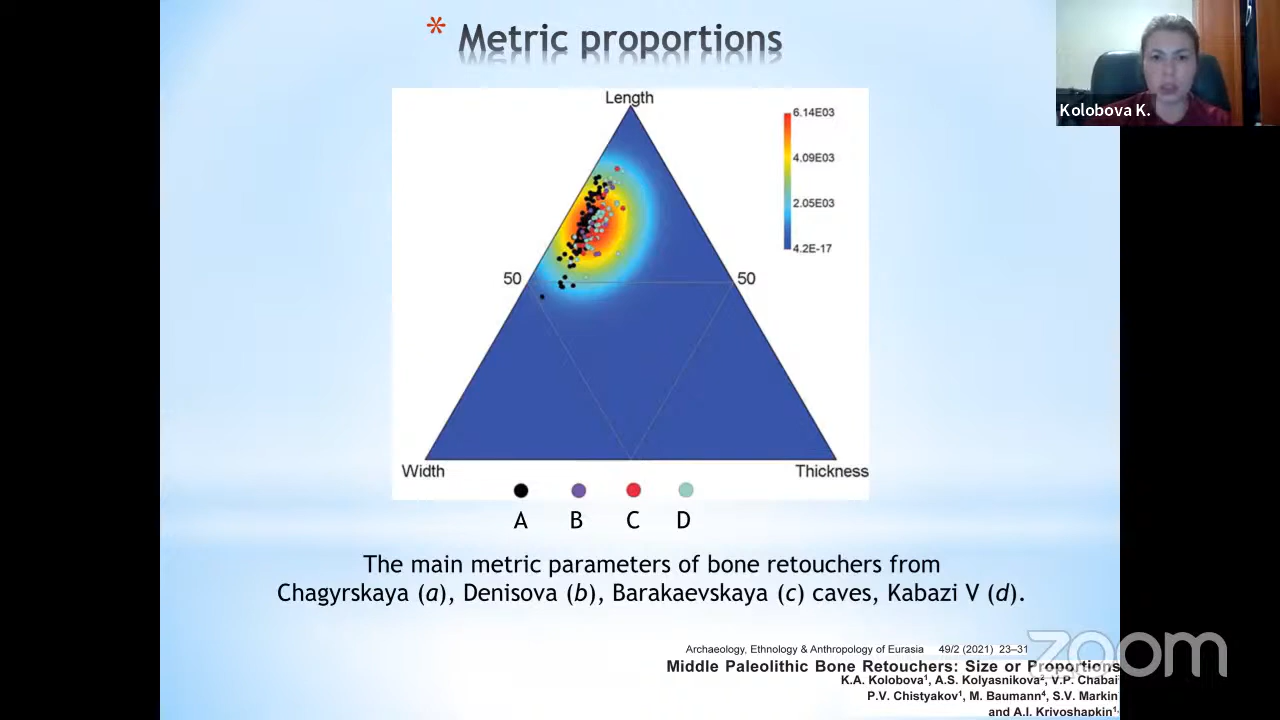 * Metric proportions
Kolobova K.
Length
6.14E03
4.09E03
2.05E03
4.2E-17
50
50
Width
Thickness
A B C D
The main metric parameters of bone retouchers from
Chagyrskaya (a), Denisova (b), Barakaevskaya (c) caves, Kabazi V (d).
Archaeology, Ethnology & Anthropology of Eurasia 49/2 (2021) 23–31
Middle Paleolithic Bone Retouchers: Size or Proportions
K.A. Kolobova¹, A.S. Kolyasnikova², V.P. Chabai
P.V. Chistyakov¹, M. Baumann⁴, S.V. Markin
and A.I. Krivoshapkin¹,
zoom